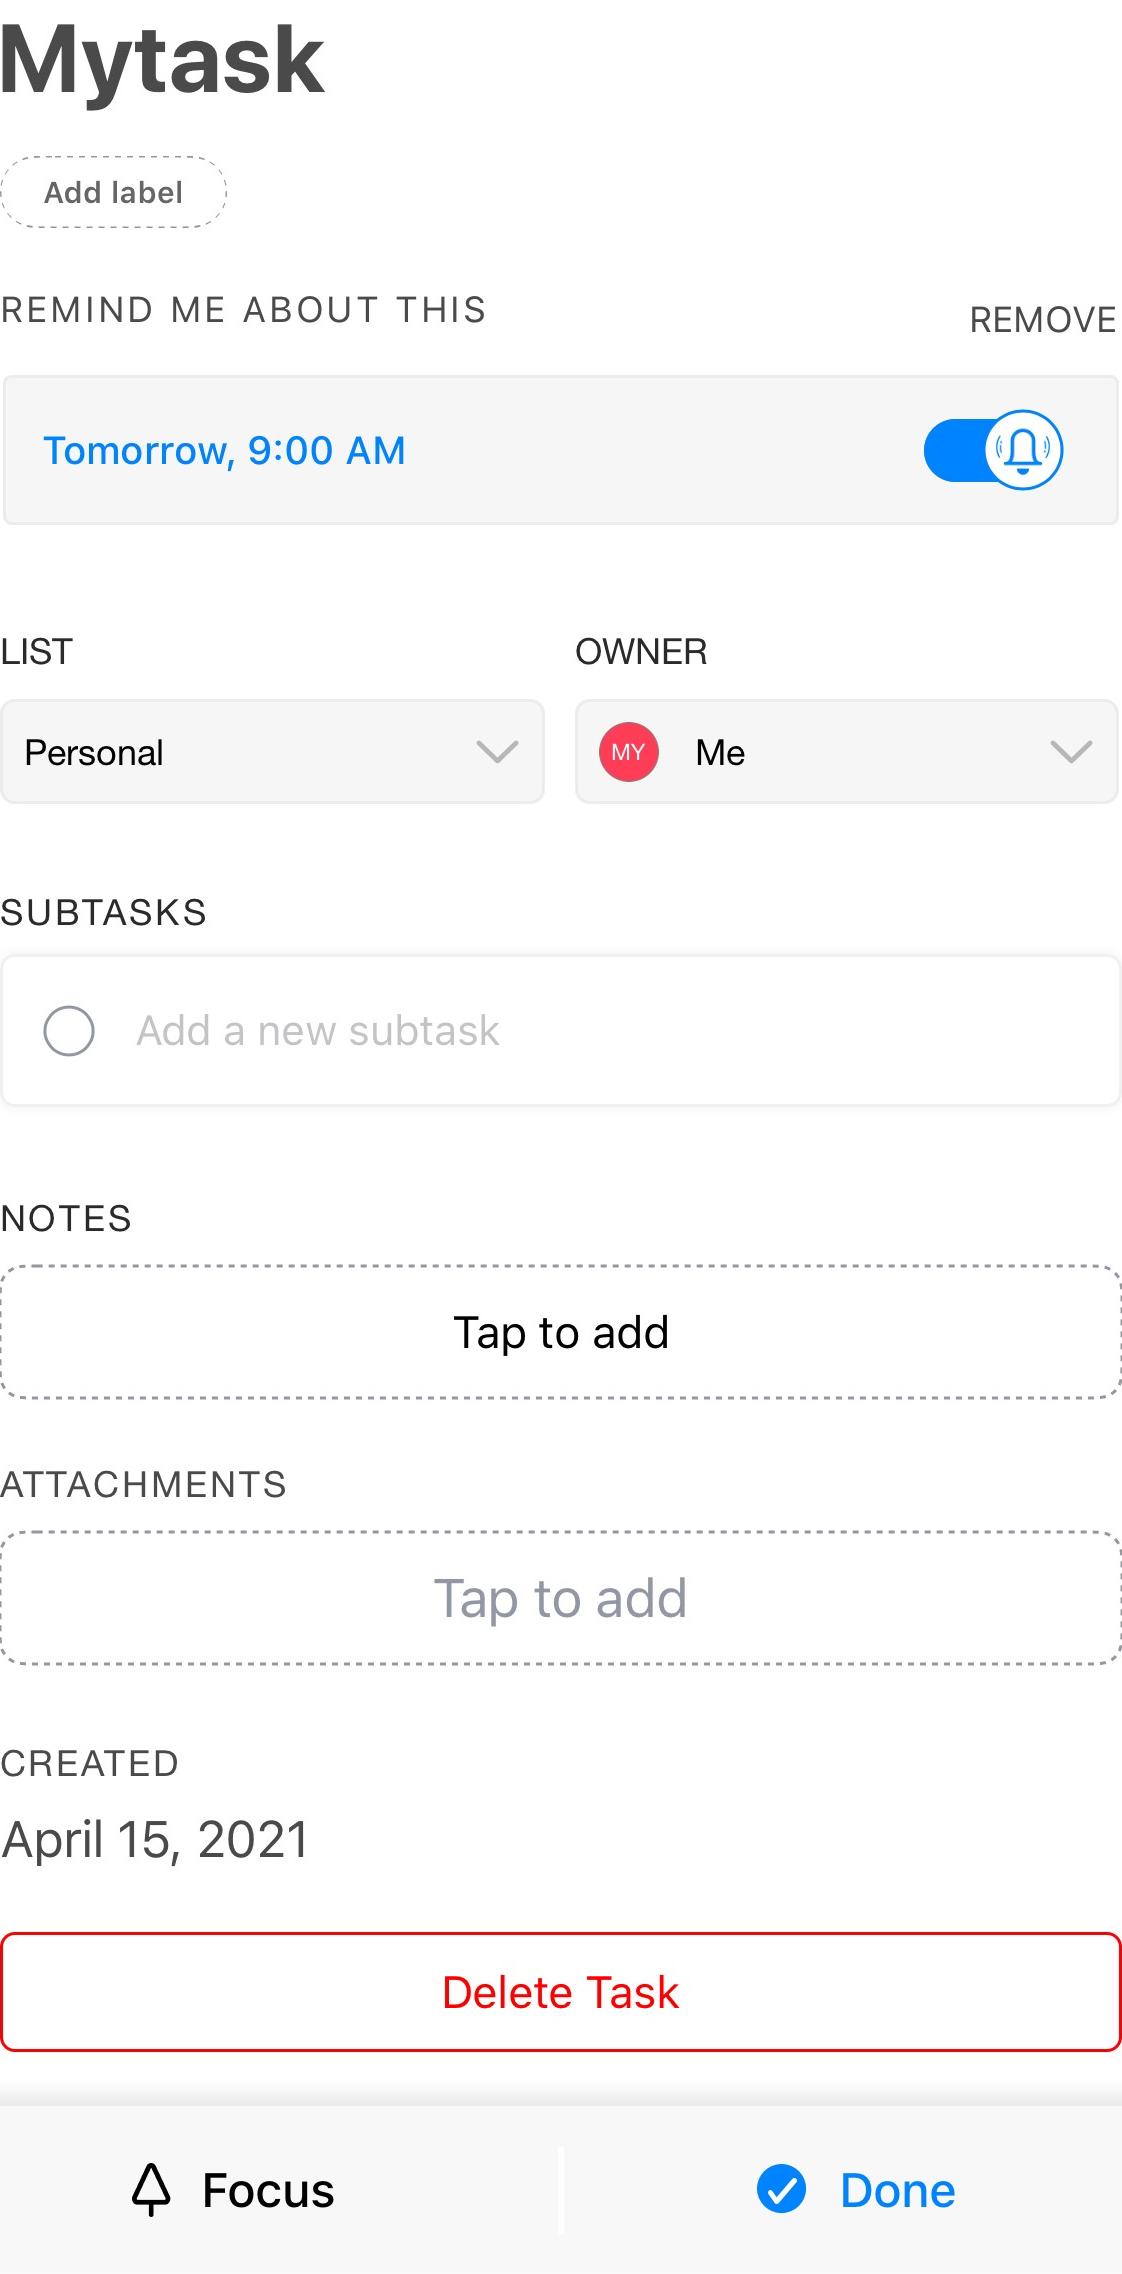 Mytask
Add label
REMIND ME ABOUT THIS
REMOVE
Tomorrow, 9:00 AM
LIST
OWNER
Personal
MY
Me
SUBTASKS
Add a new subtask
NOTES
Tap to add
ATTACHMENTS
Tap to add
CREATED
April 15, 2021
Delete Task
Focus
Done